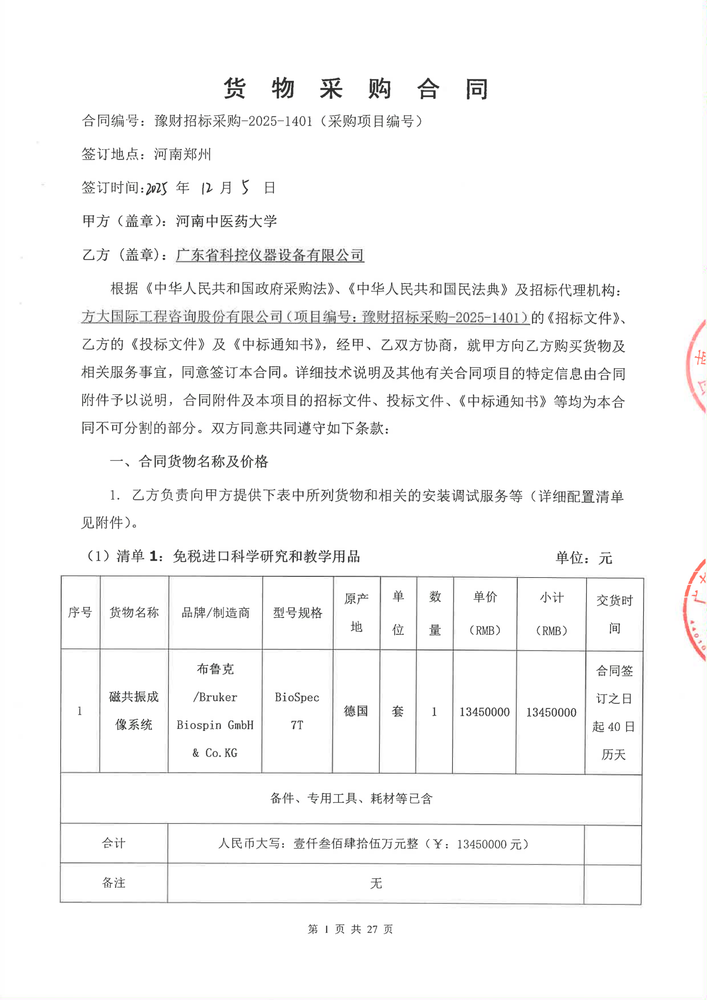 货物采购合同
合同编号：豫财招标采购-2025-1401（采购项目编号）
签订地点：河南郑州
签订时间:2025 年 12 月 5 日
甲方（盖章）：河南中医药大学
乙方（盖章）：广东省科控仪器设备有限公司
根据《中华人民共和国政府采购法》、《中华人民共和国民法典》及招标代理机构：
方大国际工程咨询股份有限公司（项目编号：豫财招标采购-2025-1401）的《招标文件》、
乙方的《投标文件》及《中标通知书》，经甲、乙双方协商，就甲方向乙方购买货物及
相关服务事宜，同意签订本合同。详细技术说明及其他有关合同项目的特定信息由合同
附件予以说明，合同附件及本项目的招标文件、投标文件、《中标通知书》等均为本合
同不可分割的部分。双方同意共同遵守如下条款：
一、合同货物名称及价格
1. 乙方负责向甲方提供下表中所列货物和相关的安装调试服务等（详细配置清单
见附件）。
（1）清单 1：免税进口科学研究和教学用品 单位：元
序号 货物名称 品牌/制造商 型号规格 原产地 单位 数量 单价（RMB） 小计（RMB） 交货时间
1 磁共振成像系统 布鲁克/Bruker Biospin GmbH & Co.KG BioSpec 7T 德国 套 1 13450000 13450000 合同签订之日起 40 日历天
备件、专用工具、耗材等已含
合计 人民币大写：壹仟叁佰肆拾伍万元整（￥：13450000 元）
备注 无
第 1 页 共 27 页